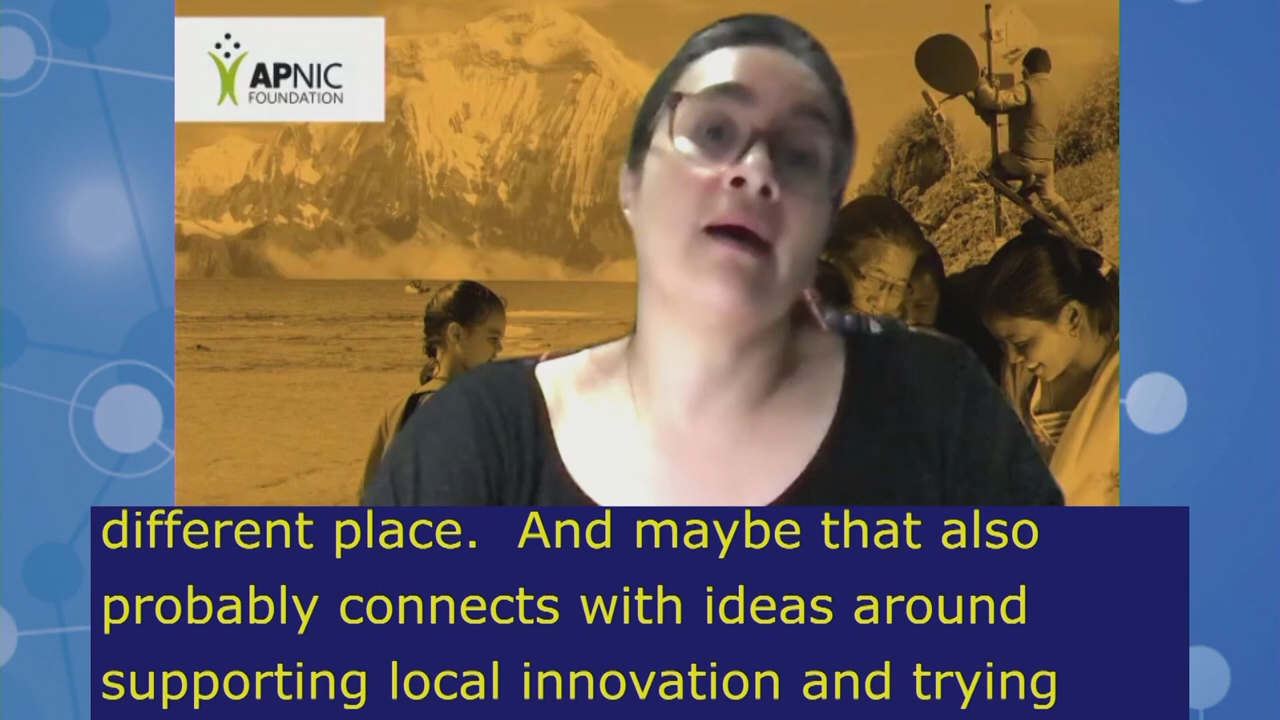 APNIC
FOUNDATION
different place.  And maybe that also
probably connects with ideas around
supporting local innovation and trying